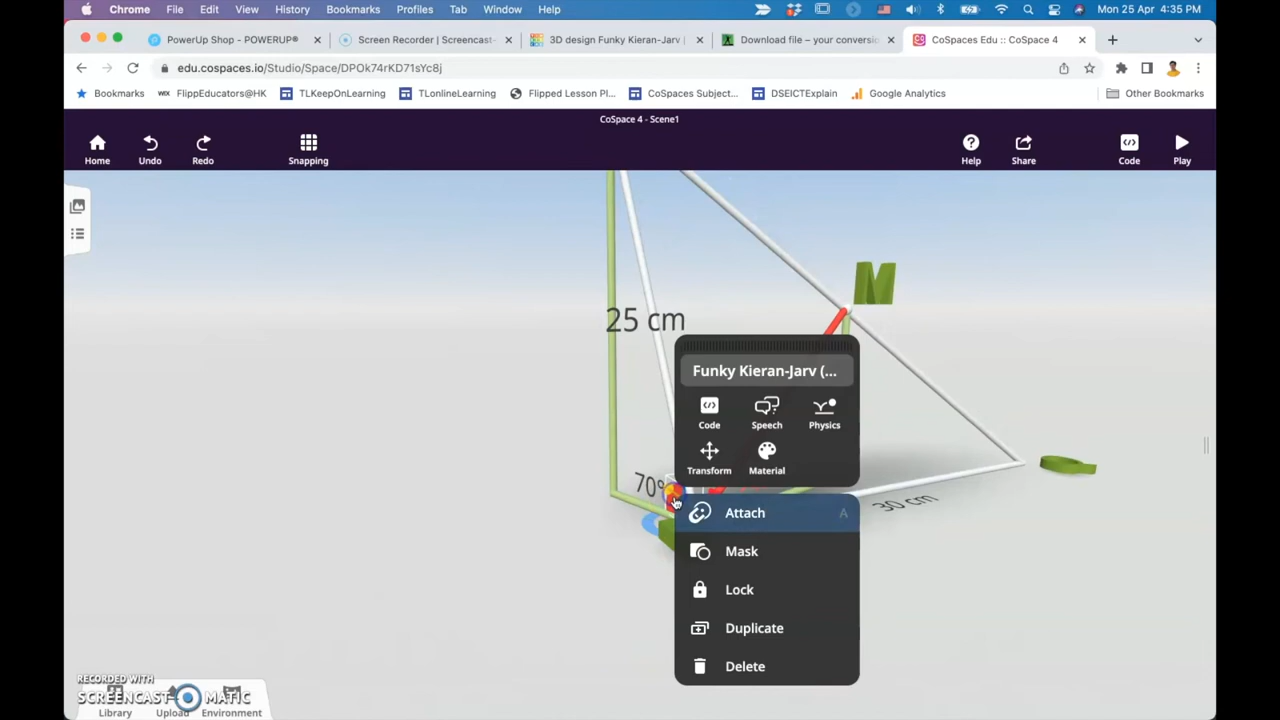 Chrome File Edit View History Bookmarks Profiles Tab Window Help Mon 25 Apr 4:35 PM
PowerUp Shop - POWERUP® Screen Recorder | Screencast- 3D design Funky Kieran-Jarv | Download file – your conversi CoSpaces Edu :: CoSpace 4
edu.cospaces.io/Studio/Space/DPOk74rKD71sYc8j
Bookmarks WIX FlippEducators@HK TLKeepOnLearning TLonlineLearning Flipped Lesson Pl... CoSpaces Subject... DSEICTExplain Google Analytics Other Bookmarks
CoSpace 4 - Scene1
Home Undo Redo Snapping Help Share Code Play
M
25 cm
Funky Kieran-Jarv (...
Code Speech Physics
Transform Material
70°
30 cm
Attach A
Mask
Lock
Duplicate
Delete
RECORDED WITH
SCREENCAST MATIC
Library Upload Environment